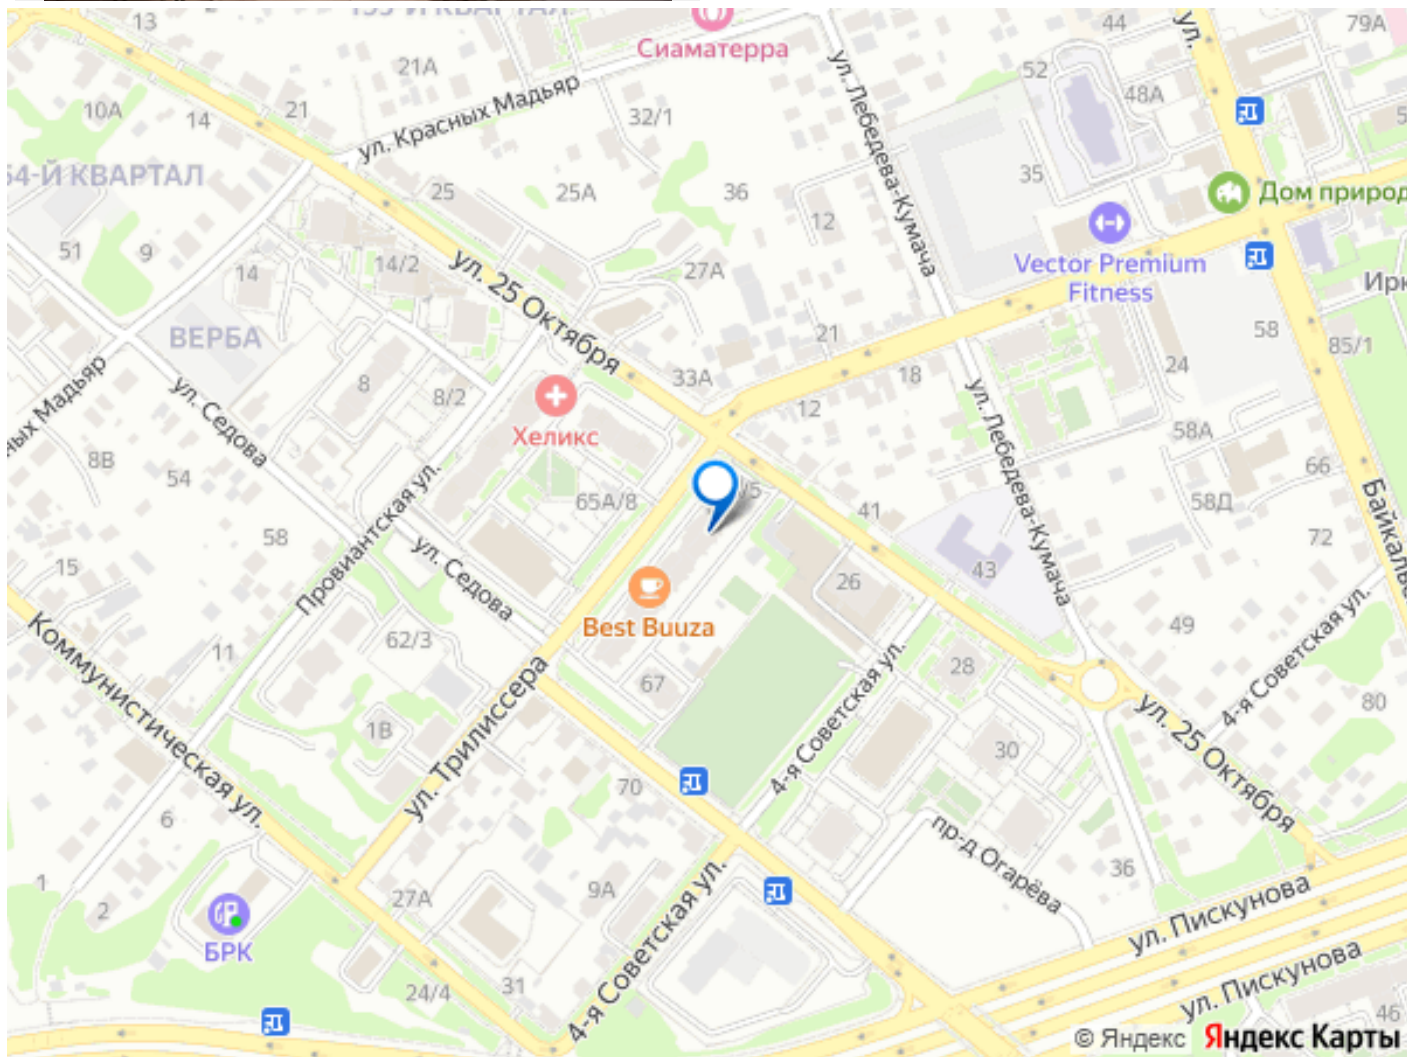 13
Сиаматерра
44
79А
ул.
21А
52
ул. Лебедева-Кумача
48А
10А
14
21
ул. Красных Мадьяр
32/1
35
54-Й КВАРТАЛ
25
25А
36
Дом природ
12
51
9
14
14/2
ул. 25 Октября
27А
Vector Premium
Fitness
Ирк
ВЕРБА
21
58
85/1
8
8/2
33А
18
24
ных Мадьяр
ул. Седова
Хеликс
12
ул. Лебедева-Кумача
58А
8В
54
65А/8
/5
41
66
58Д
Байкальс
58
Провиантская ул.
72
15
ул. Седова
Best Buuza
26
43
4-я Советская ул.
49
11
62/3
67
4-я Советская ул.
28
80
Коммунистическая ул.
1В
ул. Трилиссера
70
30
ул. 25 Октября
6
пр-д Огарёва
36
1
2
27А
9А
БРК
4-я Советская ул.
ул. Пискунова
24/4
31
ул. Пискунова
46
© Яндекс Яндекс Карты